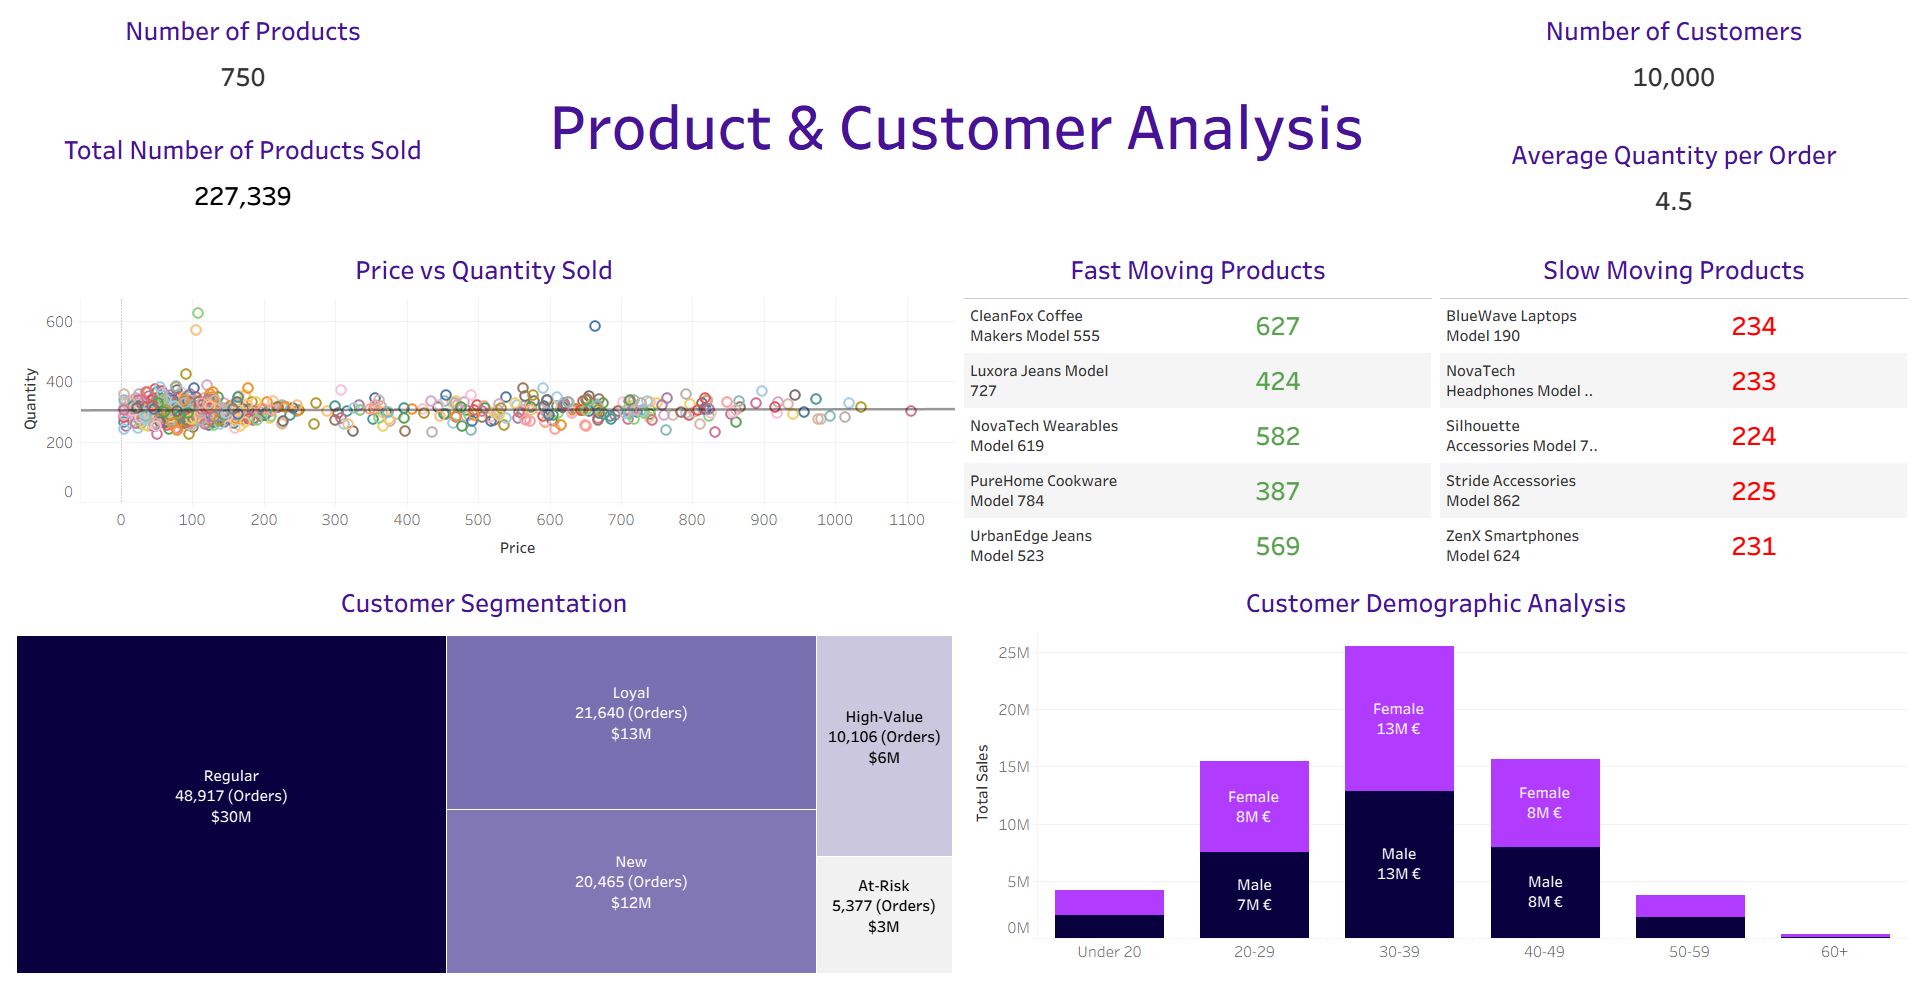 Number of Products
750
Total Number of Products Sold
227,339
Product & Customer Analysis
Number of Customers
10,000
Average Quantity per Order
4.5
Price vs Quantity Sold
Quantity
600
400
200
0
0 100 200 300 400 500 600 700 800 900 1000 1100
Price
Fast Moving Products
CleanFox Coffee
Makers Model 555
627
Luxora Jeans Model
727
424
NovaTech Wearables
Model 619
582
PureHome Cookware
Model 784
387
UrbanEdge Jeans
Model 523
569
Slow Moving Products
BlueWave Laptops
Model 190
234
NovaTech
Headphones Model ..
233
Silhouette
Accessories Model 7..
224
Stride Accessories
Model 862
225
ZenX Smartphones
Model 624
231
Customer Segmentation
Regular
48,917 (Orders)
$30M
Loyal
21,640 (Orders)
$13M
New
20,465 (Orders)
$12M
High-Value
10,106 (Orders)
$6M
At-Risk
5,377 (Orders)
$3M
Customer Demographic Analysis
Total Sales
25M
20M
15M
10M
5M
0M
Female
8M €
Male
7M €
Female
13M €
Male
13M €
Female
8M €
Male
8M €
Under 20 20-29 30-39 40-49 50-59 60+